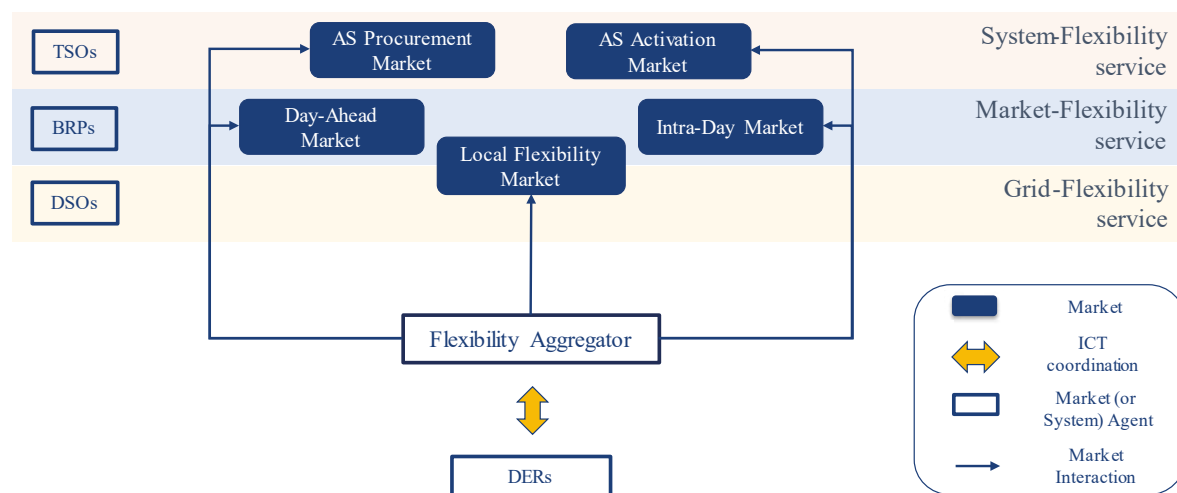 TSOs
AS Procurement
Market
AS Activation
Market
System-Flexibility
service
BRPs
Day-Ahead
Market
Intra-Day Market
Market-Flexibility
service
Local Flexibility
Market
DSOs
Grid-Flexibility
service
Flexibility Aggregator
DERs
Market
ICT
coordination
Market (or
System) Agent
Market
Interaction